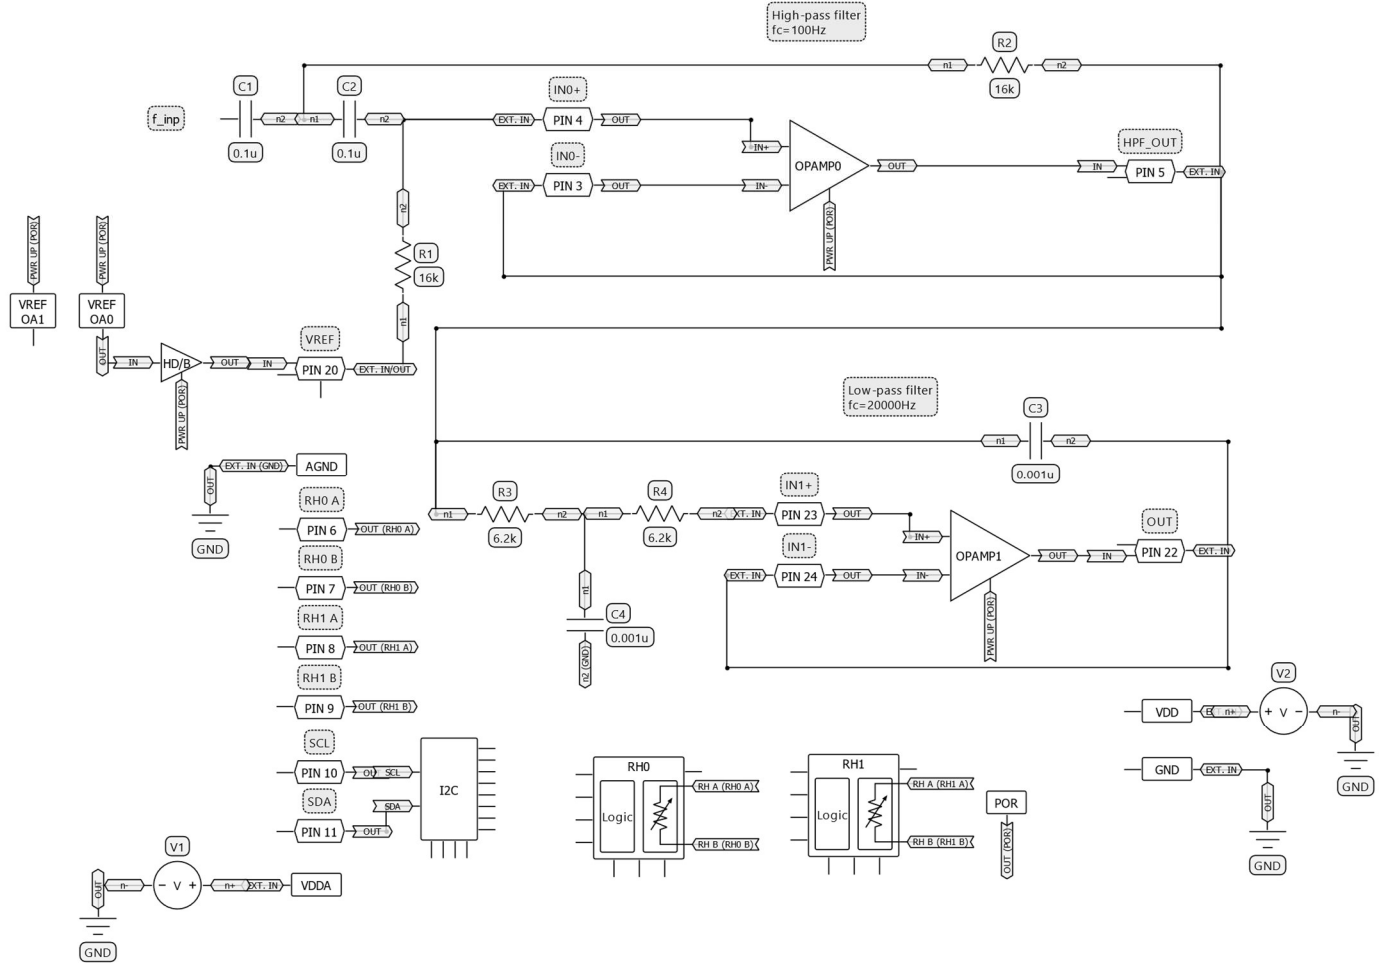 High-pass filter
fc=100Hz
R2
n1
n2
16k
C1
C2
f_inp
n2
n1
n2
0.1u
0.1u
IN0+
EXT. IN
PIN 4
OUT
IN+
IN0-
EXT. IN
PIN 3
OUT
IN-
OPAMP0
OUT
PWR UP (POR)
HPF_OUT
IN
PIN 5
EXT. IN
n2
R1
16k
n1
PWR UP (POR)
PWR UP (POR)
VREF
OA1
VREF
OA0
OUT
IN
HD/B
OUT
IN
PWR UP (POR)
VREF
PIN 20
EXT. IN/OUT
Low-pass filter
fc=20000Hz
C3
n1
n2
0.001u
EXT. IN (GND)
AGND
OUT
GND
RH0 A
PIN 6
OUT (RH0 A)
RH0 B
PIN 7
OUT (RH0 B)
RH1 A
PIN 8
OUT (RH1 A)
RH1 B
PIN 9
OUT (RH1 B)
n1
R3
6.2k
n2
n1
R4
6.2k
n2
XT. IN
IN1+
PIN 23
OUT
IN+
IN1-
EXT. IN
PIN 24
OUT
IN-
OPAMP1
OUT
PWR UP (POR)
IN
OUT
PIN 22
EXT. IN
n1
C4
0.001u
n2 (GND)
SCL
PIN 10
OU
SCL
SDA
PIN 11
OUT
SDA
I2C
RH0
Logic
RH A (RH0 A)
RH B (RH0 B)
RH1
Logic
RH A (RH1 A)
RH B (RH1 B)
POR
OUT (POR)
V2
VDD
n+
+ V −
n-
OUT
GND
GND
EXT. IN
OUT
GND
V1
OUT
n-
− V +
n+
EXT. IN
VDDA
GND